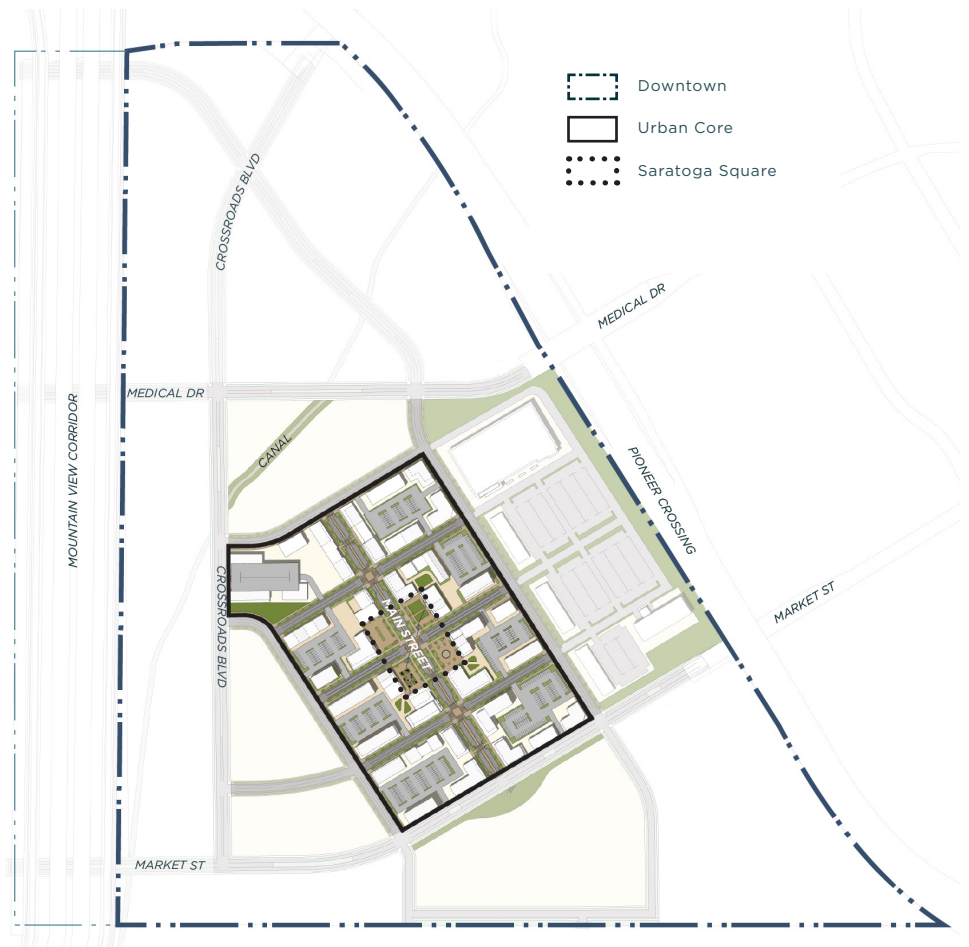 Downtown
Urban Core
Saratoga Square
CROSSROADS BLVD
MEDICAL DR
MEDICAL DR
CANAL
MOUNTAIN VIEW CORRIDOR
PIONEER CROSSING
CROSSROADS BLVD
MAIN STREET
MARKET ST
MARKET ST